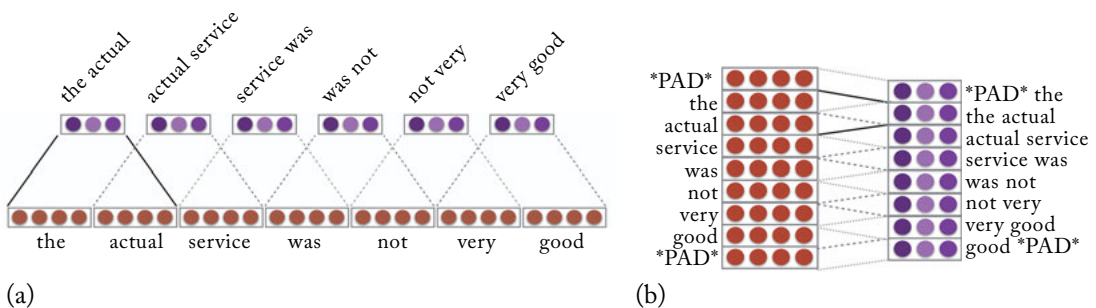 the actual
actual service
service was
was not
not very
very good
the actual service was not very good
(a)
*PAD*
the
actual
service
was
not
very
good
*PAD*
*PAD* the
the actual
actual service
service was
was not
not very
very good
good *PAD*
(b)